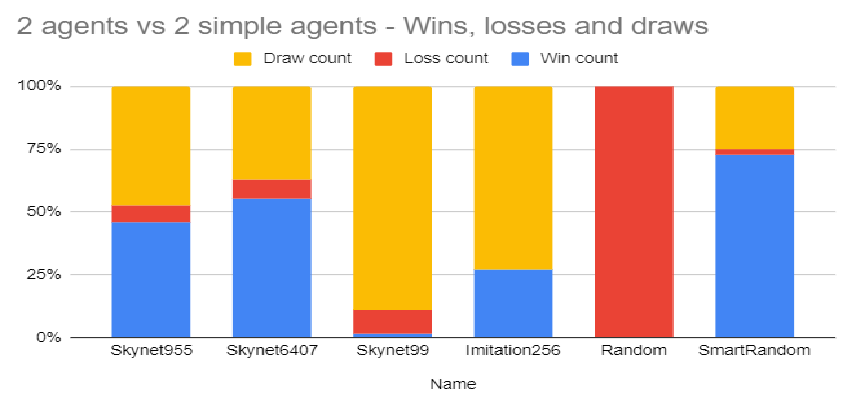 2 agents vs 2 simple agents - Wins, losses and draws
Draw count Loss count Win count
100%
75%
50%
25%
0%
Skynet955 Skynet6407 Skynet99 Imitation256 Random SmartRandom
Name